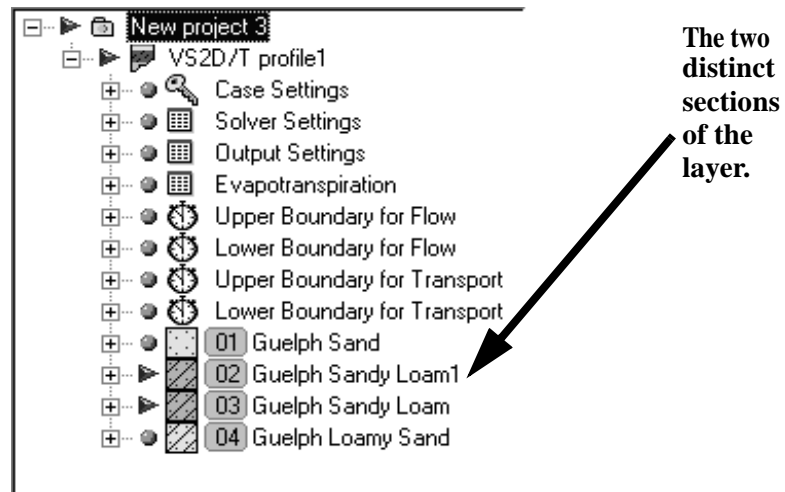 New project 3
VS2D/T profile1
Case Settings
Solver Settings
Output Settings
Evapotranspiration
Upper Boundary for Flow
Lower Boundary for Flow
Upper Boundary for Transport
Lower Boundary for Transport
01 Guelph Sand
02 Guelph Sandy Loam1
03 Guelph Sandy Loam
04 Guelph Loamy Sand
The two
distinct
sections
of the
layer.